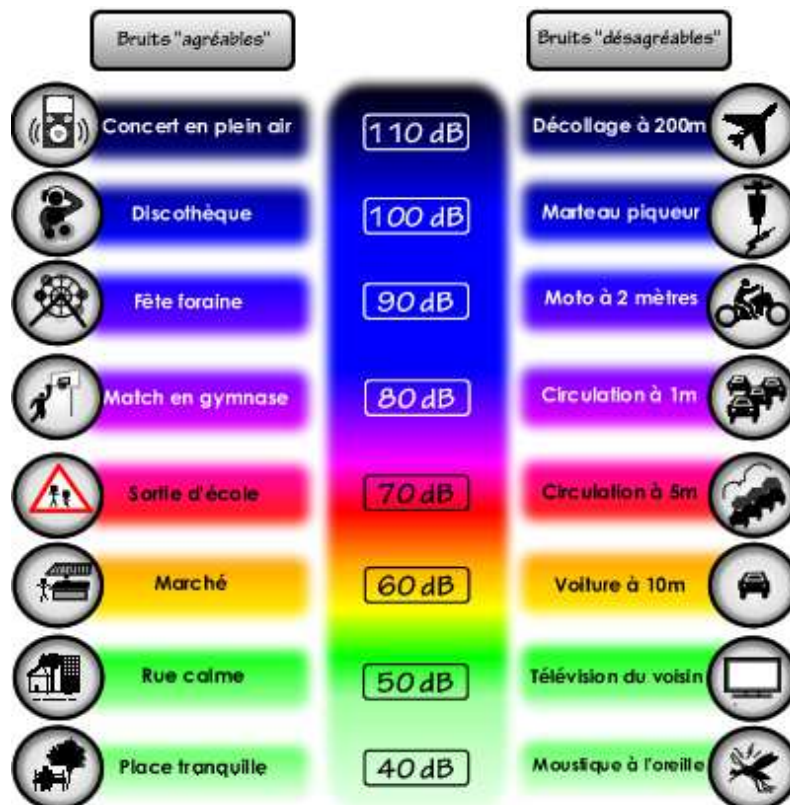 Bruits "agréables"
Bruits "désagréables"
Concert en plein air
110 dB
Décollage à 200m
Discothèque
100 dB
Marteau piqueur
Fête foraine
90 dB
Moto à 2 mètres
Match en gymnase
80 dB
Circulation à 1m
Sortie d'école
70 dB
Circulation à 5m
Marché
60 dB
Voiture à 10m
Rue calme
50 dB
Télévision du voisin
Place tranquille
40 dB
Moustique à l'oreille